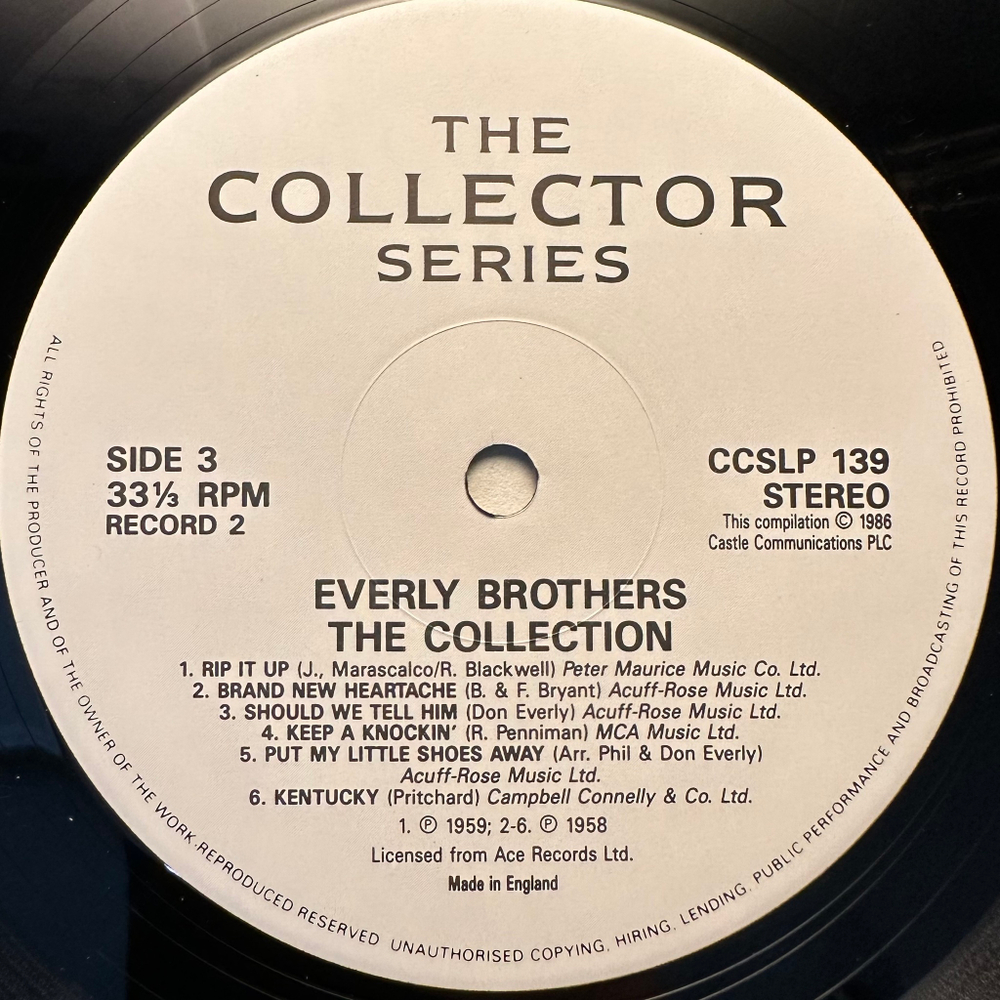 THE
COLLECTOR
SERIES
SIDE 3
33⅓ RPM
RECORD 2
CCSLP 139
STEREO
This compilation © 1986
Castle Communications PLC
EVERLY BROTHERS
THE COLLECTION
1. RIP IT UP (J., Marascalco/R. Blackwell) Peter Maurice Music Co. Ltd.
2. BRAND NEW HEARTACHE (B. & F. Bryant) Acuff-Rose Music Ltd.
3. SHOULD WE TELL HIM (Don Everly) Acuff-Rose Music Ltd.
4. KEEP A KNOCKIN' (R. Penniman) MCA Music Ltd.
5. PUT MY LITTLE SHOES AWAY (Arr. Phil & Don Everly)
Acuff-Rose Music Ltd.
6. KENTUCKY (Pritchard) Campbell Connelly & Co. Ltd.
1. ℗ 1959; 2-6. ℗ 1958
Licensed from Ace Records Ltd.
Made in England
ALL RIGHTS OF THE PRODUCER AND OF THE OWNER OF THE WORK REPRODUCED RESERVED UNAUTHORISED COPYING, HIRING, LENDING, PUBLIC PERFORMANCE AND BROADCASTING OF THIS RECORD PROHIBITED